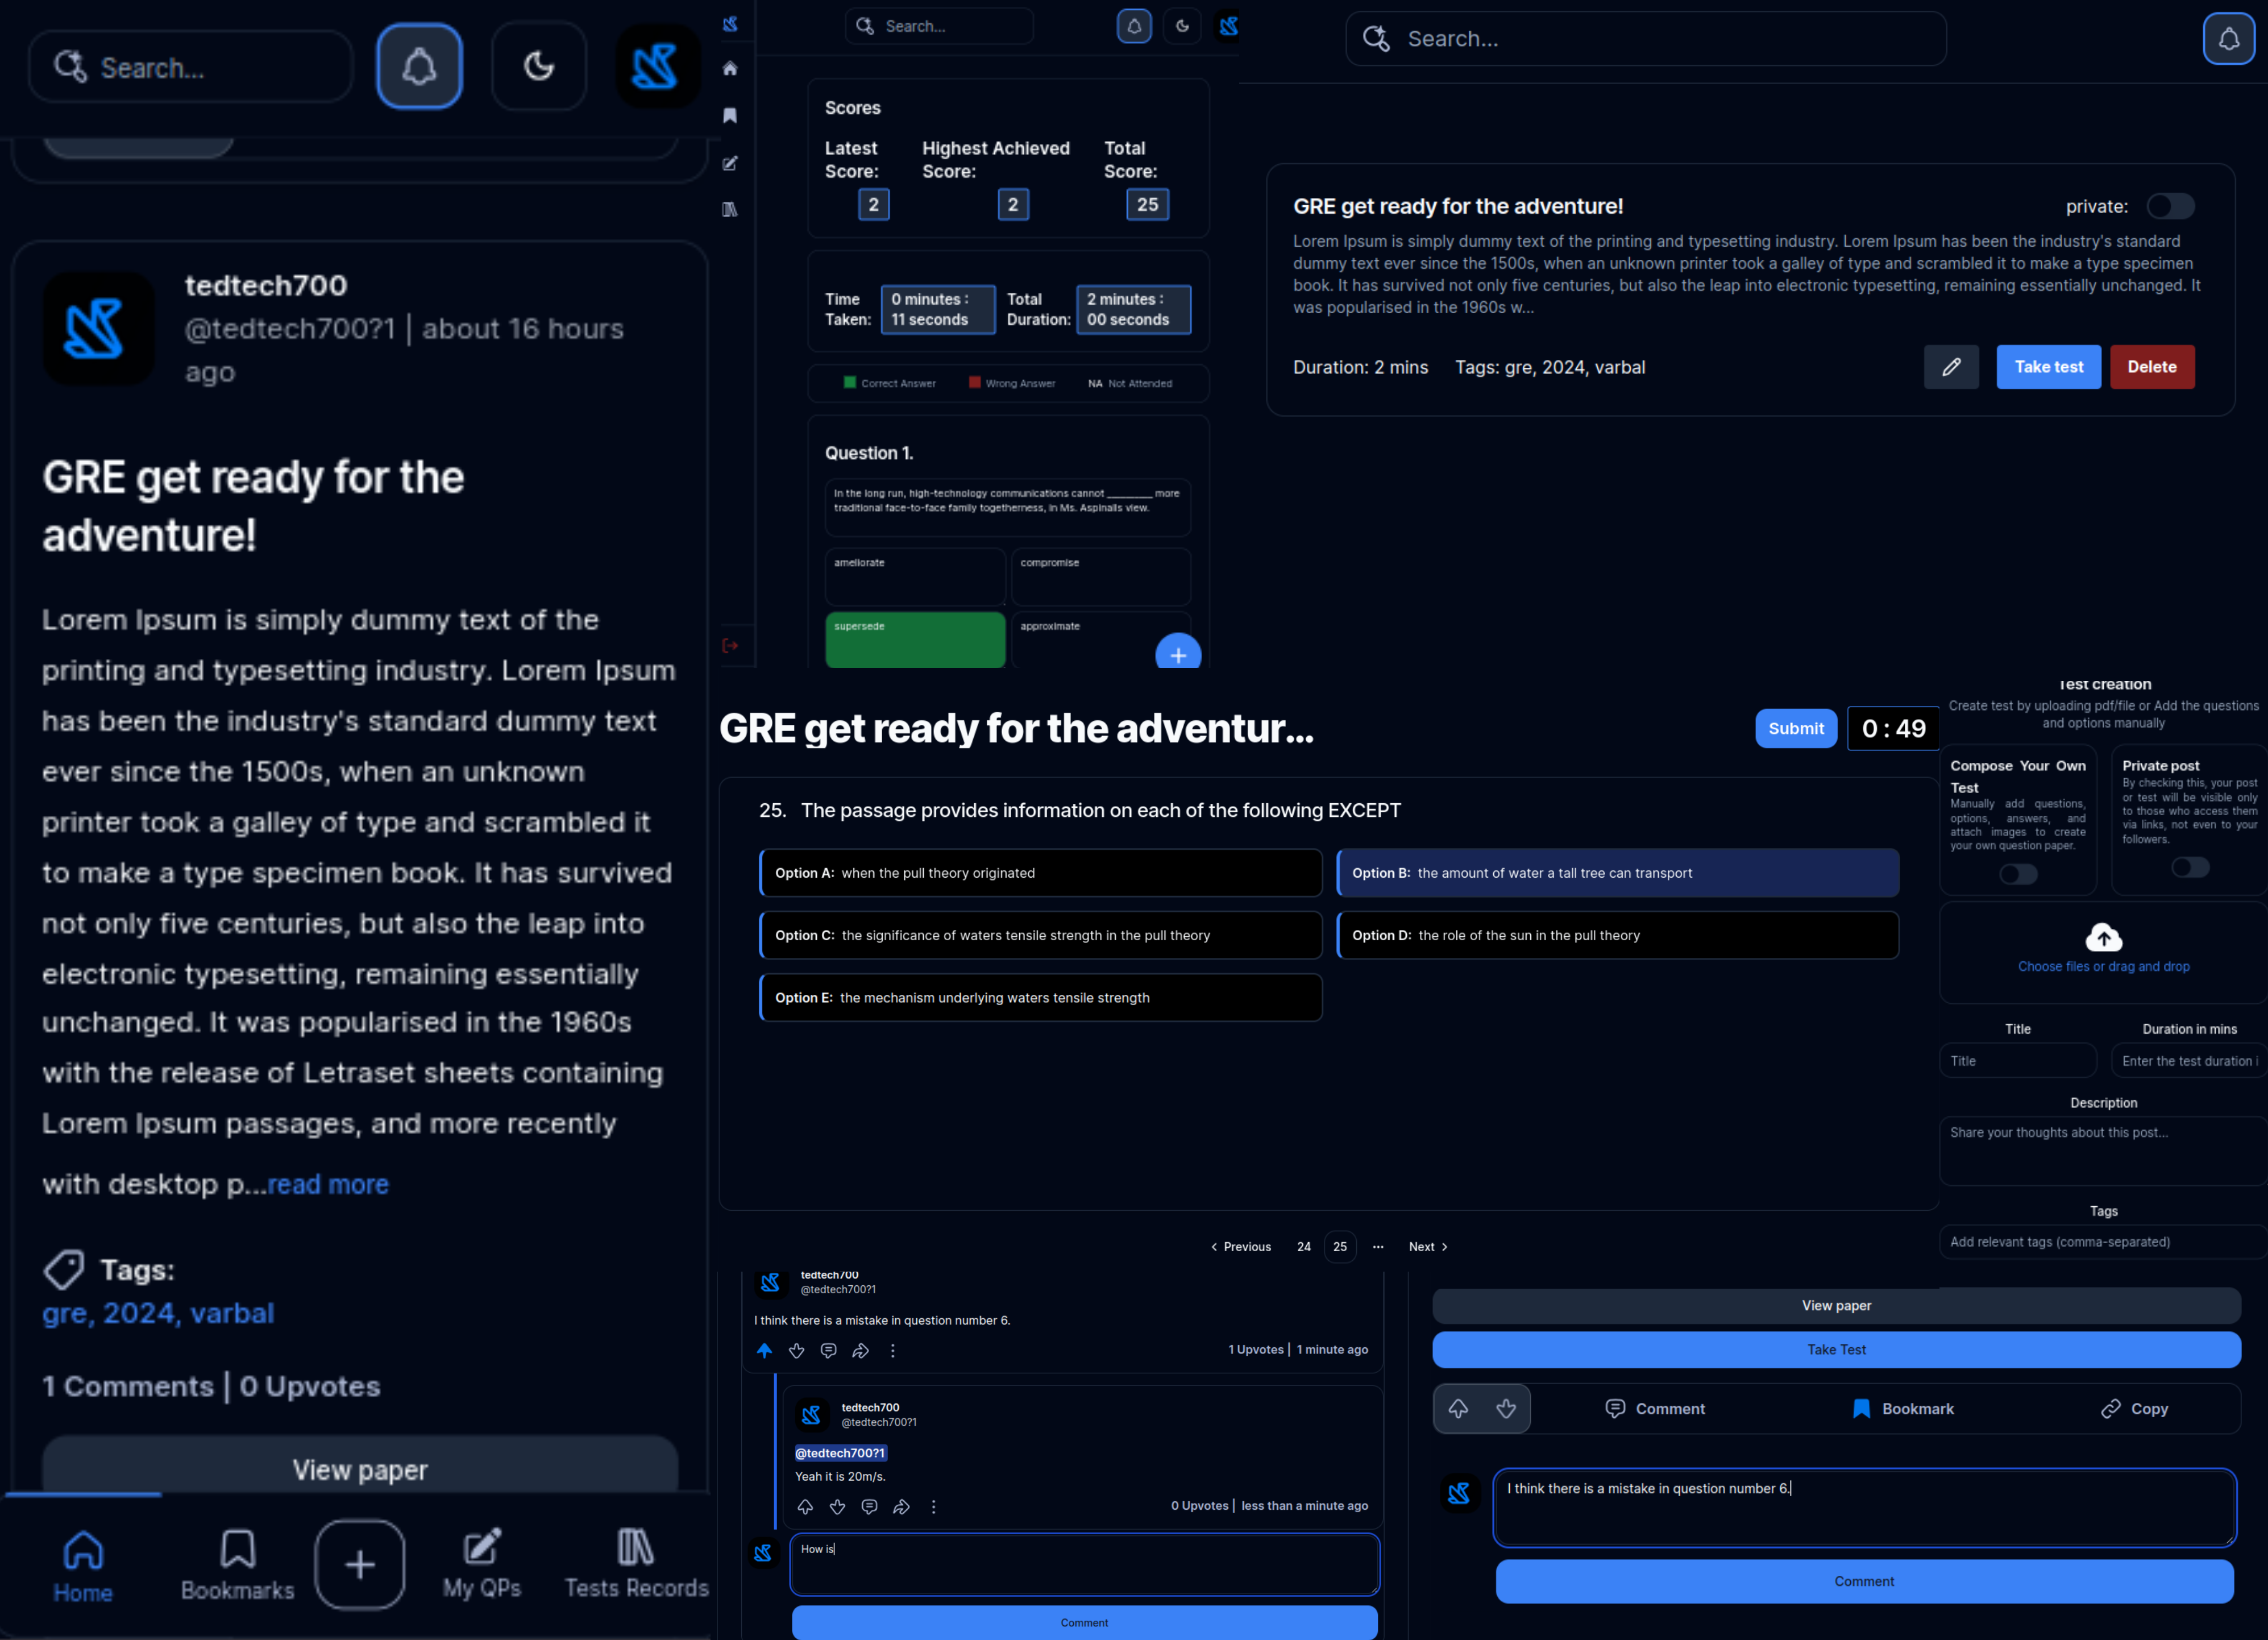 Search...
tedtech700
@tedtech700?1 | about 16 hours
ago
GRE get ready for the
adventure!
Lorem Ipsum is simply dummy text of the
printing and typesetting industry. Lorem Ipsum
has been the industry's standard dummy text
ever since the 1500s, when an unknown
printer took a galley of type and scrambled it
to make a type specimen book. It has survived
not only five centuries, but also the leap into
electronic typesetting, remaining essentially
unchanged. It was popularised in the 1960s
with the release of Letraset sheets containing
Lorem Ipsum passages, and more recently
with desktop p...read more
Tags:
gre, 2024, varbal
1 Comments | 0 Upvotes
View paper
Home Bookmarks + My QPs Tests Records
Search...
Scores
Latest Score: Highest Achieved Score: Total Score:
2 2 25
Time Taken: 0 minutes : 11 seconds Total Duration: 2 minutes : 00 seconds
Correct Answer Wrong Answer NA Not Attended
Question 1.
In the long run, high-technology communications cannot ________ more
traditional face-to-face family togetherness, in Ms. Aspinalls view.
ameliorate compromise
supersede approximate
+
Search...
GRE get ready for the adventure! private:
Lorem Ipsum is simply dummy text of the printing and typesetting industry. Lorem Ipsum has been the industry's standard
dummy text ever since the 1500s, when an unknown printer took a galley of type and scrambled it to make a type specimen
book. It has survived not only five centuries, but also the leap into electronic typesetting, remaining essentially unchanged. It
was popularised in the 1960s w...
Duration: 2 mins Tags: gre, 2024, varbal Take test Delete
GRE get ready for the adventur... Submit 0 : 49
25. The passage provides information on each of the following EXCEPT
Option A: when the pull theory originated
Option B: the amount of water a tall tree can transport
Option C: the significance of waters tensile strength in the pull theory
Option D: the role of the sun in the pull theory
Option E: the mechanism underlying waters tensile strength
Previous 24 25 ... Next
Test creation
Create test by uploading pdf/file or Add the questions
and options manually
Compose Your Own
Test
Manually add questions,
options, answers, and
attach images to create
your own question paper.
Private post
By checking this, your post
or test will be visible only
to those who access them
via links, not even to your
followers.
Choose files or drag and drop
Title Duration in mins
Title Enter the test duration i
Description
Share your thoughts about this post...
Tags
Add relevant tags (comma-separated)
tedtech700
@tedtech700?1
I think there is a mistake in question number 6.
1 Upvotes | 1 minute ago
tedtech700
@tedtech700?1
@tedtech700?1
Yeah it is 20m/s.
0 Upvotes | less than a minute ago
How is
Comment
View paper
Take Test
Comment Bookmark Copy
I think there is a mistake in question number 6.
Comment